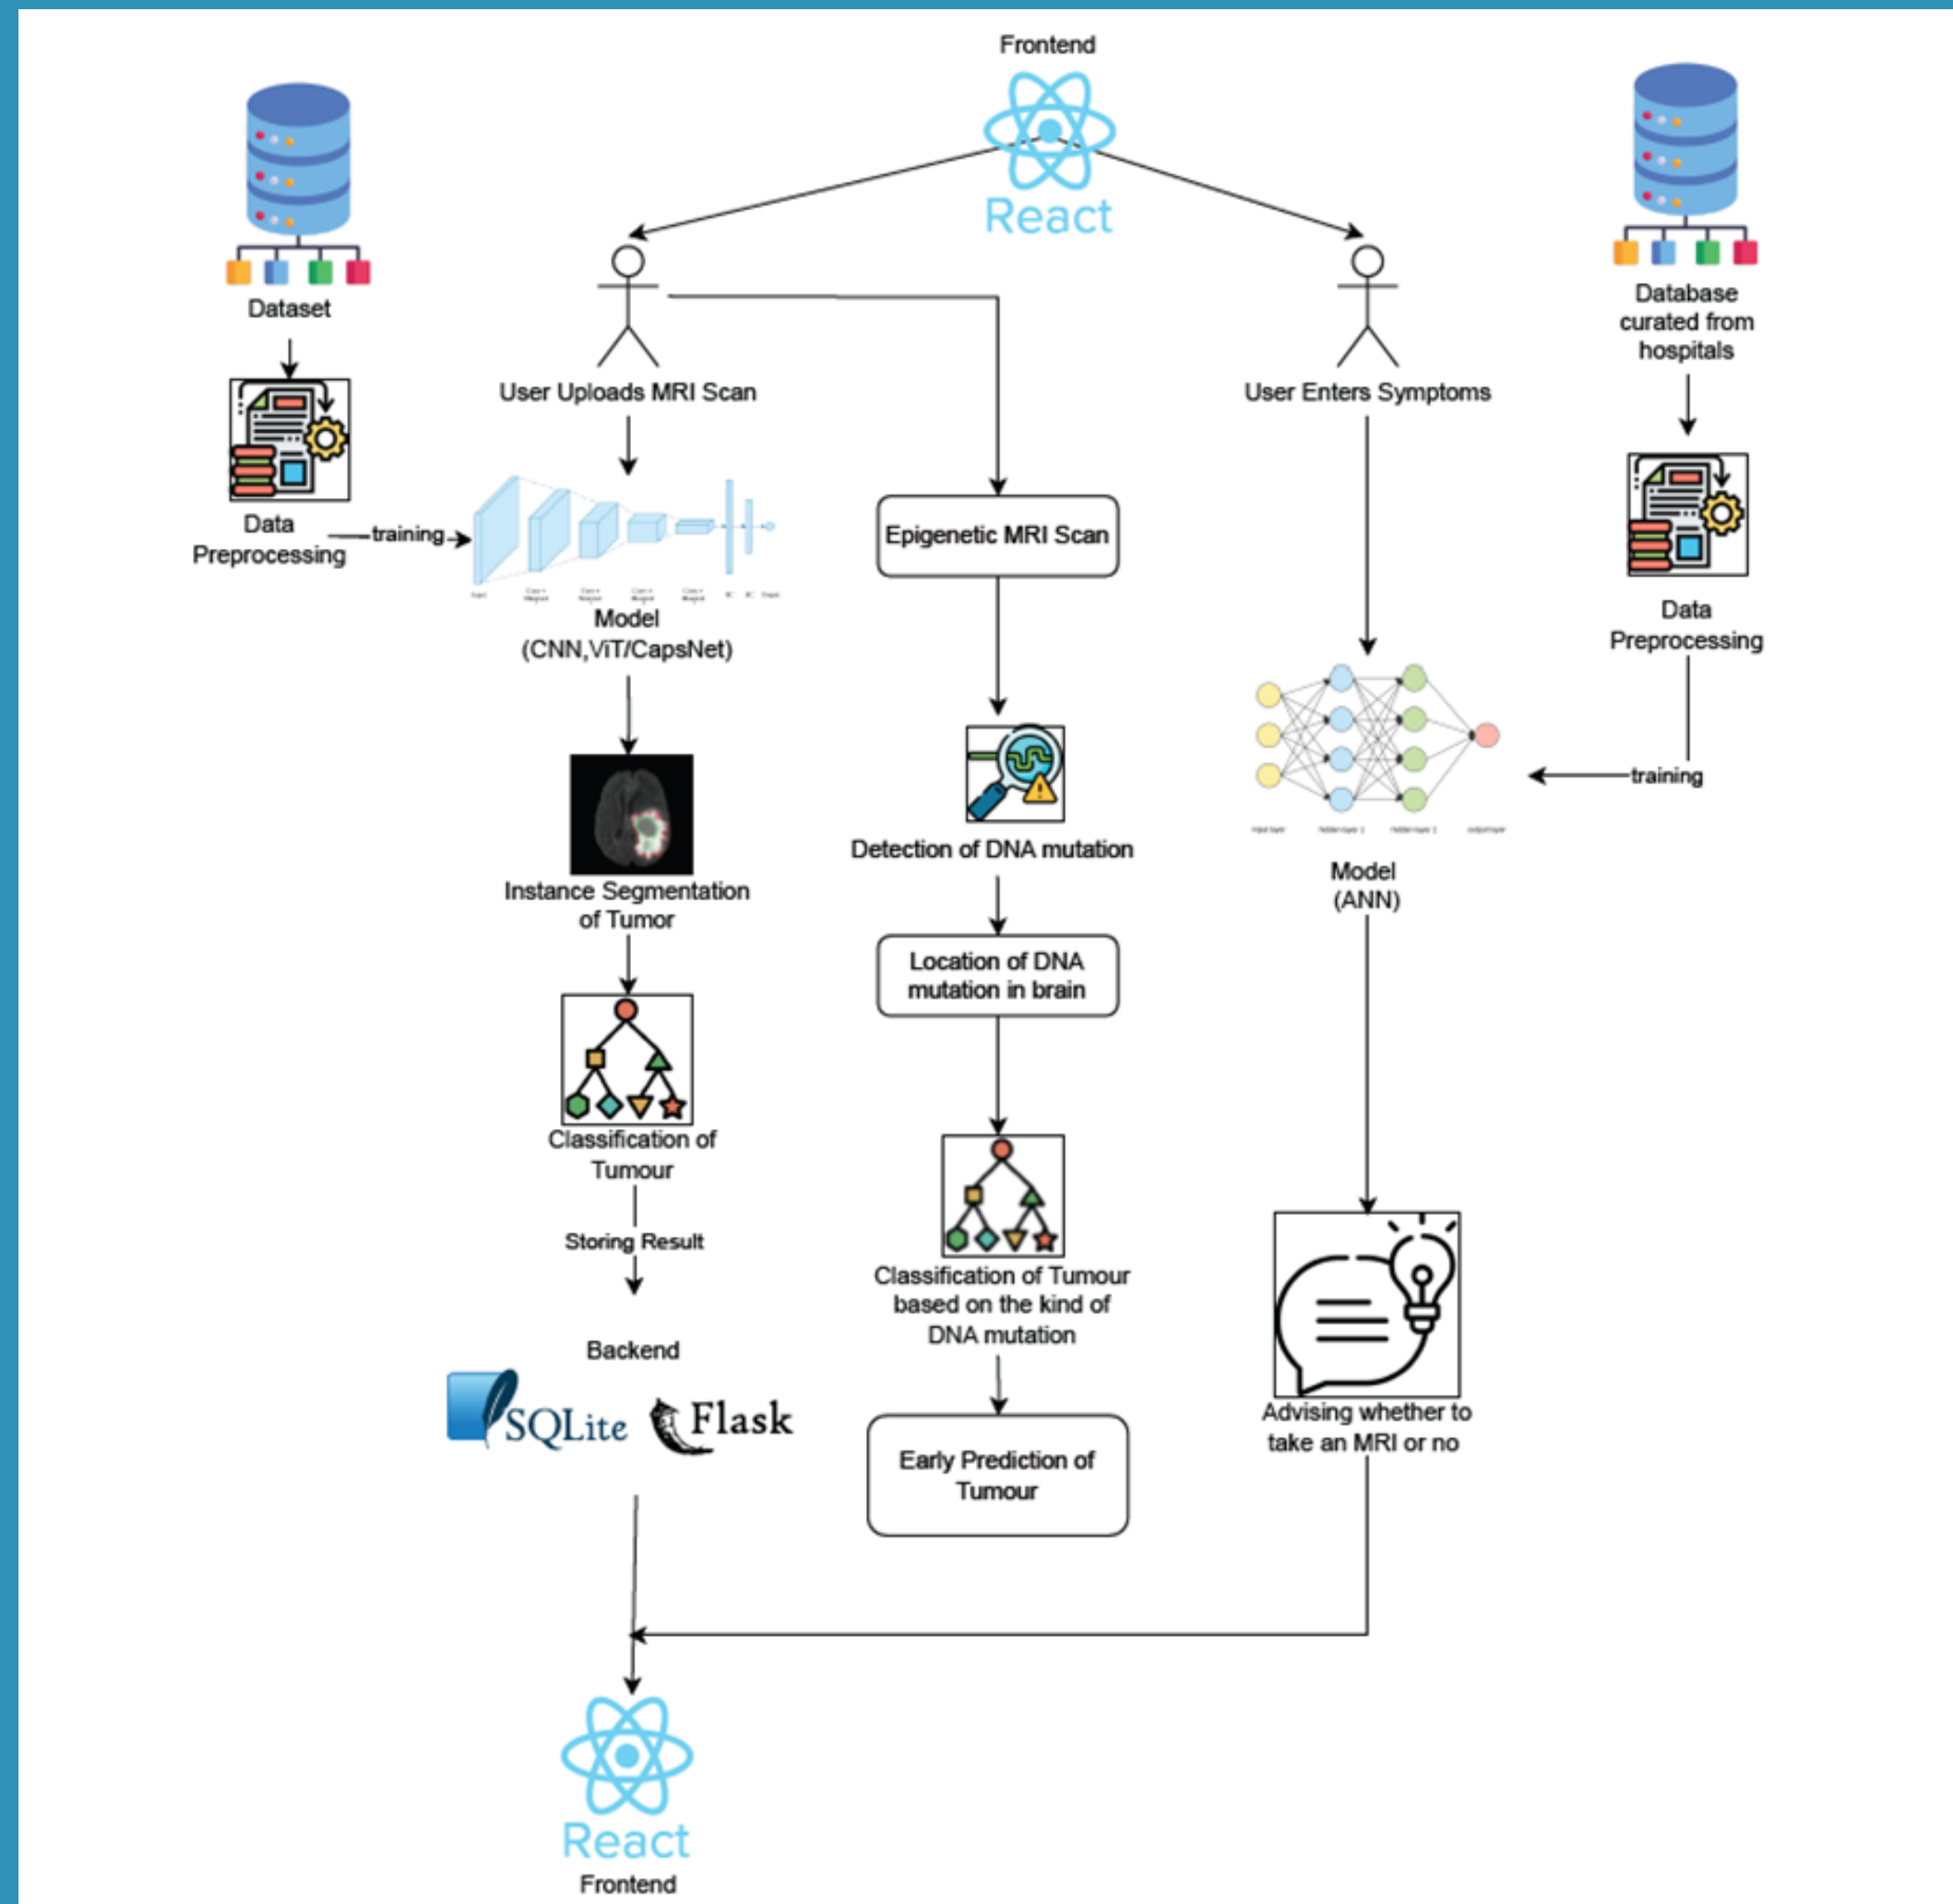 Frontend
React
Dataset
Database
curated from
hospitals
User Uploads MRI Scan
User Enters Symptoms
Data
Preprocessing
training
Model
(CNN,ViT/CapsNet)
Epigenetic MRI Scan
Data
Preprocessing
training
Instance Segmentation
of Tumor
Detection of DNA mutation
Model
(ANN)
Location of DNA
mutation in brain
Classification of
Tumour
Storing Result
Classification of Tumour
based on the kind of
DNA mutation
Backend
SQLite
Flask
Early Prediction of
Tumour
Advising whether to
take an MRI or no
React
Frontend